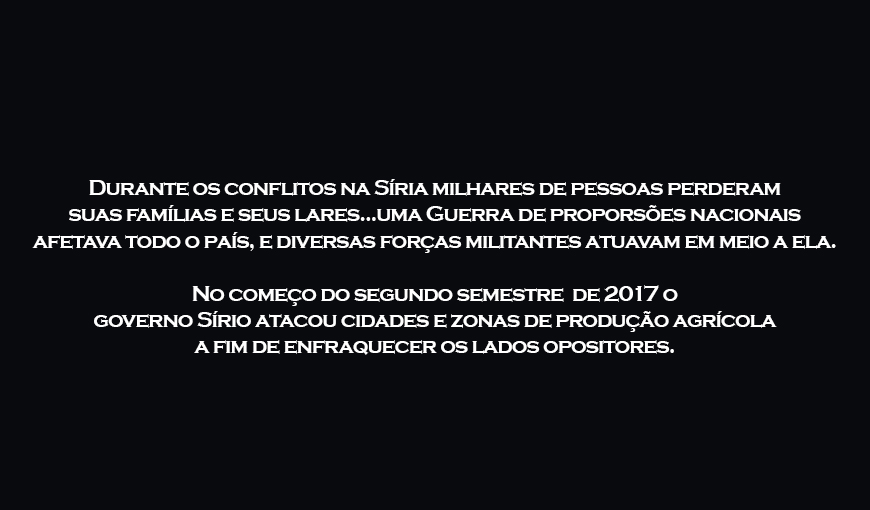 Durante os conflitos na Síria milhares de pessoas perderam
suas famílias e seus lares...uma Guerra de proporsões nacionais
afetava todo o país, e diversas forças militantes atuavam em meio a ela.
No começo do segundo semestre  de 2017 o
governo Sírio atacou cidades e zonas de produção agrícola
a fim de enfraquecer os lados opositores.